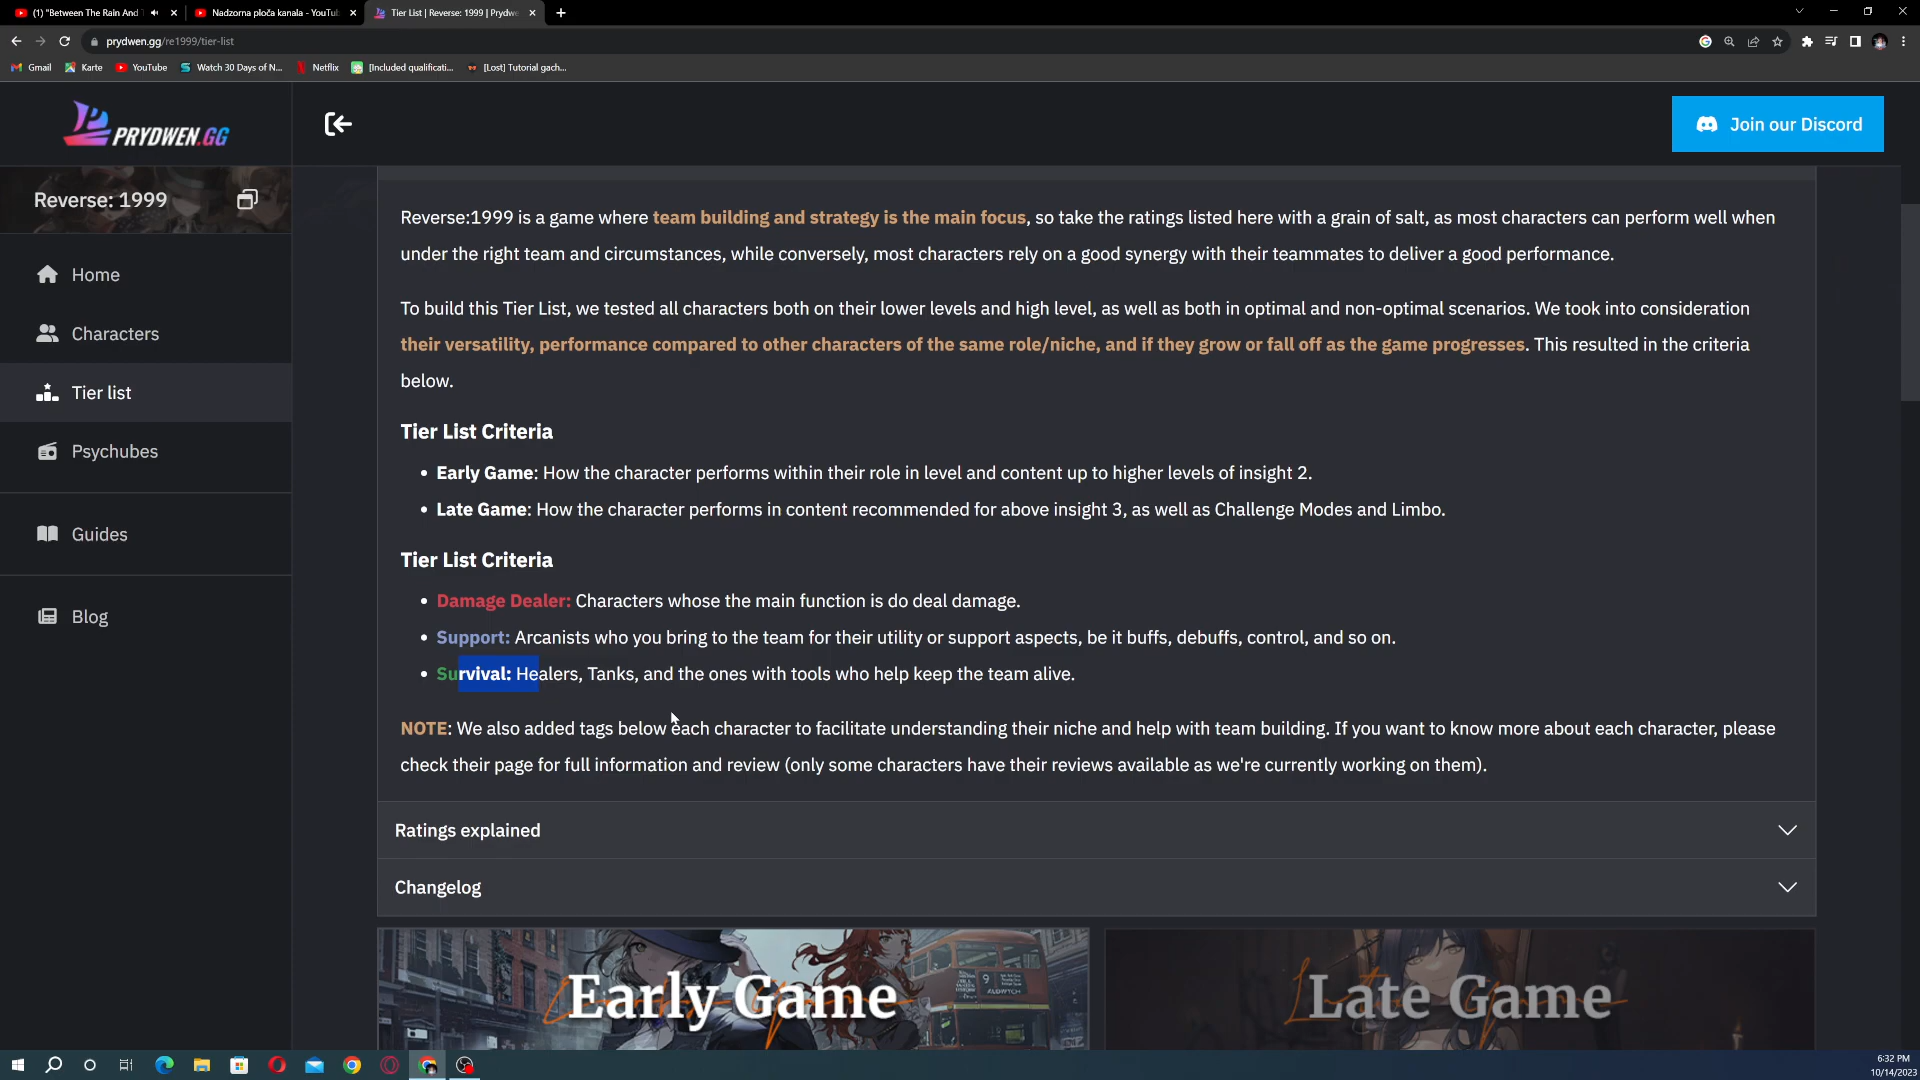 (1) "Between The Rain And
Nadzorna ploča kanala - YouTu
Tier List | Reverse: 1999 | Prydw
prydwen.gg/re1999/tier-list
Gmail
Karte
YouTube
Watch 30 Days of N...
Netflix
[Included qualificati...
[Lost] Tutorial gach...
PRYDWEN.GG
Join our Discord
Reverse: 1999
Home
Characters
Tier list
Psychubes
Guides
Blog
Reverse:1999 is a game where team building and strategy is the main focus, so take the ratings listed here with a grain of salt, as most characters can perform well when
under the right team and circumstances, while conversely, most characters rely on a good synergy with their teammates to deliver a good performance.
To build this Tier List, we tested all characters both on their lower levels and high level, as well as both in optimal and non-optimal scenarios. We took into consideration
their versatility, performance compared to other characters of the same role/niche, and if they grow or fall off as the game progresses. This resulted in the criteria
below.
Tier List Criteria
• Early Game: How the character performs within their role in level and content up to higher levels of insight 2.
• Late Game: How the character performs in content recommended for above insight 3, as well as Challenge Modes and Limbo.
Tier List Criteria
• Damage Dealer: Characters whose the main function is do deal damage.
• Support: Arcanists who you bring to the team for their utility or support aspects, be it buffs, debuffs, control, and so on.
• Survival: Healers, Tanks, and the ones with tools who help keep the team alive.
NOTE: We also added tags below each character to facilitate understanding their niche and help with team building. If you want to know more about each character, please
check their page for full information and review (only some characters have their reviews available as we're currently working on them).
Ratings explained
Changelog
9
ALDWYCH
Early Game
Late Game
6:32 PM
10/14/2023